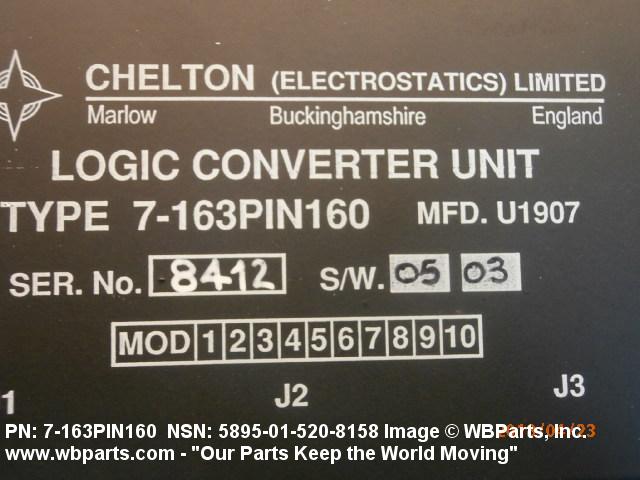 CHELTON (ELECTROSTATICS) LIMITED
Marlow Buckinghamshire England
LOGIC CONVERTER UNIT
TYPE 7-163PIN160 MFD. U1907
SER. No. 8412 S/W. 05 03
MOD 1 2 3 4 5 6 7 8 9 10
1 J2 J3
PN: 7-163PIN160 NSN: 5895-01-520-8158 Image © WBParts, Inc.
www.wbparts.com - "Our Parts Keep the World Moving"